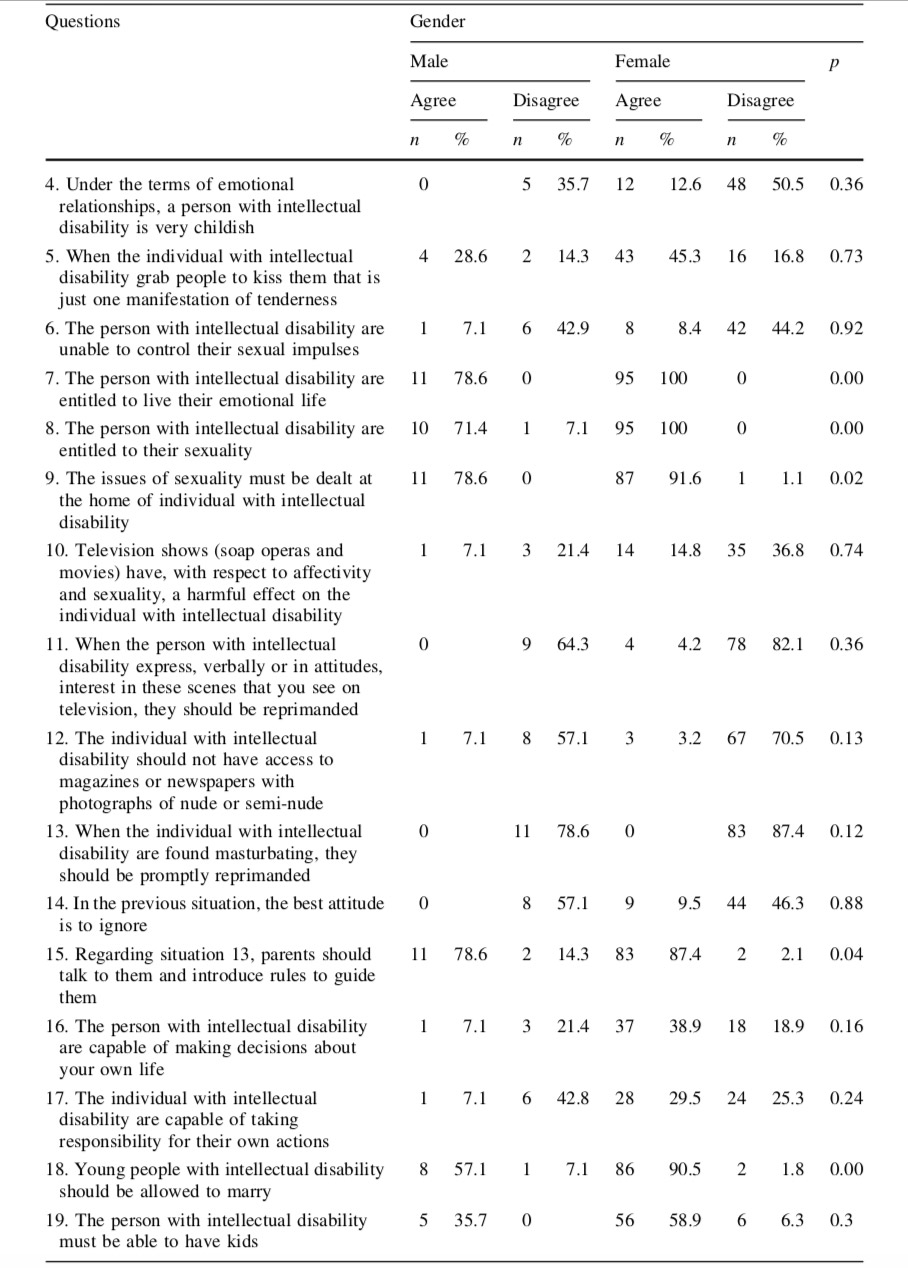 Questions Gender
Male Female p
Agree Disagree Agree Disagree
n % n % n % n %
4. Under the terms of emotional 0 5 35.7 12 12.6 48 50.5 0.36
relationships, a person with intellectual
disability is very childish
5. When the individual with intellectual 4 28.6 2 14.3 43 45.3 16 16.8 0.73
disability grab people to kiss them that is
just one manifestation of tenderness
6. The person with intellectual disability are 1 7.1 6 42.9 8 8.4 42 44.2 0.92
unable to control their sexual impulses
7. The person with intellectual disability are 11 78.6 0 95 100 0 0.00
entitled to live their emotional life
8. The person with intellectual disability are 10 71.4 1 7.1 95 100 0 0.00
entitled to their sexuality
9. The issues of sexuality must be dealt at 11 78.6 0 87 91.6 1 1.1 0.02
the home of individual with intellectual
disability
10. Television shows (soap operas and 1 7.1 3 21.4 14 14.8 35 36.8 0.74
movies) have, with respect to affectivity
and sexuality, a harmful effect on the
individual with intellectual disability
11. When the person with intellectual 0 9 64.3 4 4.2 78 82.1 0.36
disability express, verbally or in attitudes,
interest in these scenes that you see on
television, they should be reprimanded
12. The individual with intellectual 1 7.1 8 57.1 3 3.2 67 70.5 0.13
disability should not have access to
magazines or newspapers with
photographs of nude or semi-nude
13. When the individual with intellectual 0 11 78.6 0 83 87.4 0.12
disability are found masturbating, they
should be promptly reprimanded
14. In the previous situation, the best attitude 0 8 57.1 9 9.5 44 46.3 0.88
is to ignore
15. Regarding situation 13, parents should 11 78.6 2 14.3 83 87.4 2 2.1 0.04
talk to them and introduce rules to guide
them
16. The person with intellectual disability 1 7.1 3 21.4 37 38.9 18 18.9 0.16
are capable of making decisions about
your own life
17. The individual with intellectual 1 7.1 6 42.8 28 29.5 24 25.3 0.24
disability are capable of taking
responsibility for their own actions
18. Young people with intellectual disability 8 57.1 1 7.1 86 90.5 2 1.8 0.00
should be allowed to marry
19. The person with intellectual disability 5 35.7 0 56 58.9 6 6.3 0.3
must be able to have kids